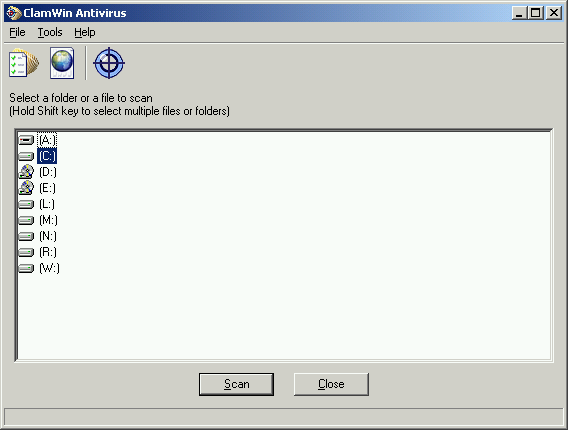 ClamWin Antivirus
File Tools Help
Select a folder or a file to scan
(Hold Shift key to select multiple files or folders)
(A:)
(C:)
(D:)
(E:)
(L:)
(M:)
(N:)
(R:)
(W:)
Scan Close